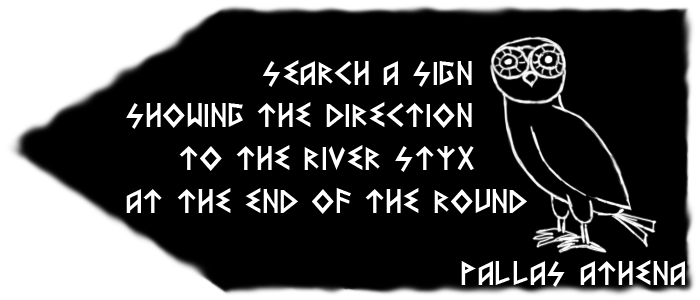 SEARCH A SIGN
SHOWING THE DIRECTION
TO THE RIVER STYX
AT THE END OF THE ROUND
PALLAS ATHENA